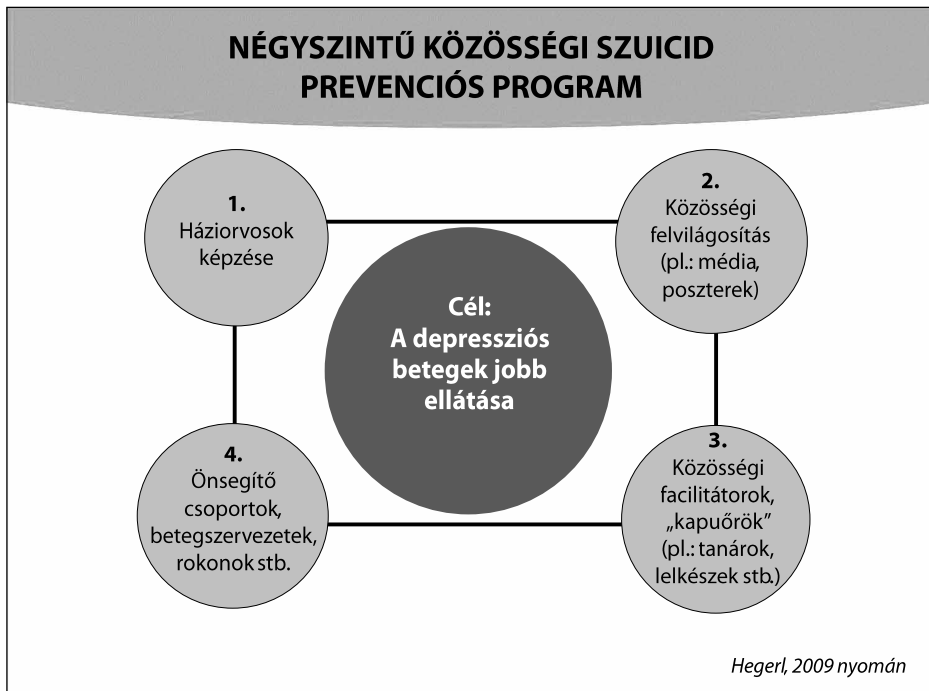 NÉGYSZINTŰ KÖZÖSSÉGI SZUICID
PREVENCIÓS PROGRAM
1.
Háziorvosok
képzése
2.
Közösségi
felvilágosítás
(pl.: média,
poszterek)
Cél:
A depressziós
betegek jobb
ellátása
4.
Önsegítő
csoportok,
betegszervezetek,
rokonok stb.
3.
Közösségi
facilitátorok,
„kapuőrök”
(pl.: tanárok,
lelkészek stb.)
Hegerl, 2009 nyomán